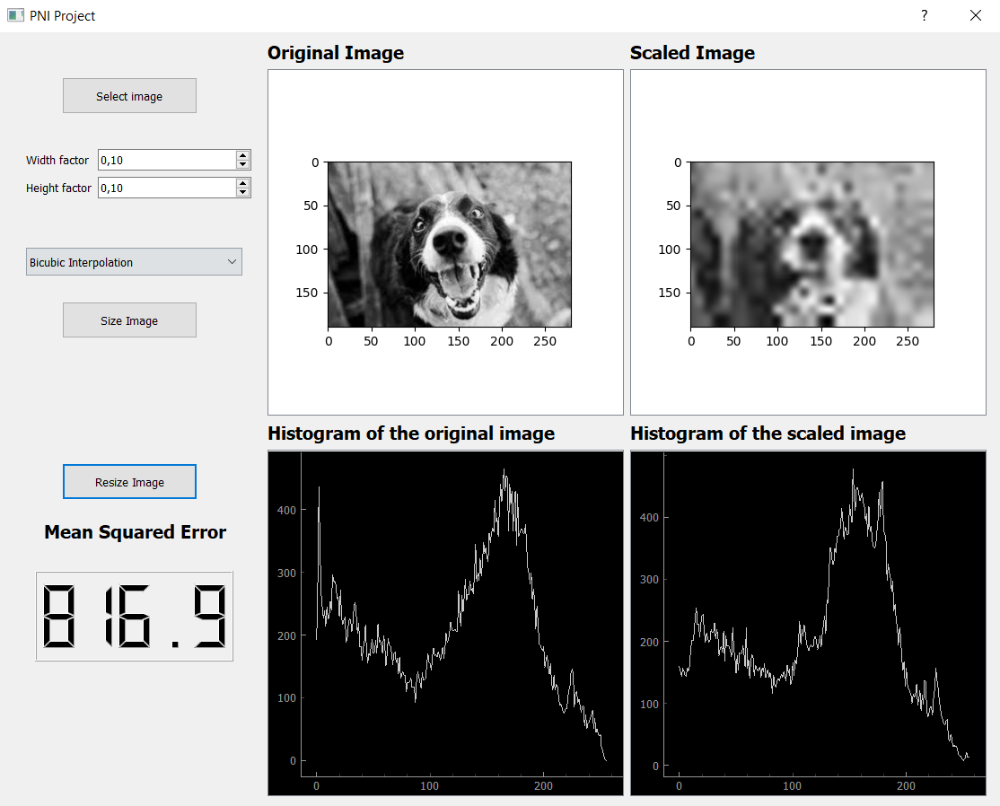 PNI Project
?
Select image
Width factor 0,10
Height factor 0,10
Bicubic Interpolation
Size Image
Resize Image
Mean Squared Error
816.9
Original Image
0
50
100
150
0 50 100 150 200 250
Scaled Image
0
50
100
150
0 50 100 150 200 250
Histogram of the original image
400
300
200
100
0
0 100 200
Histogram of the scaled image
400
300
200
100
0
0 100 200